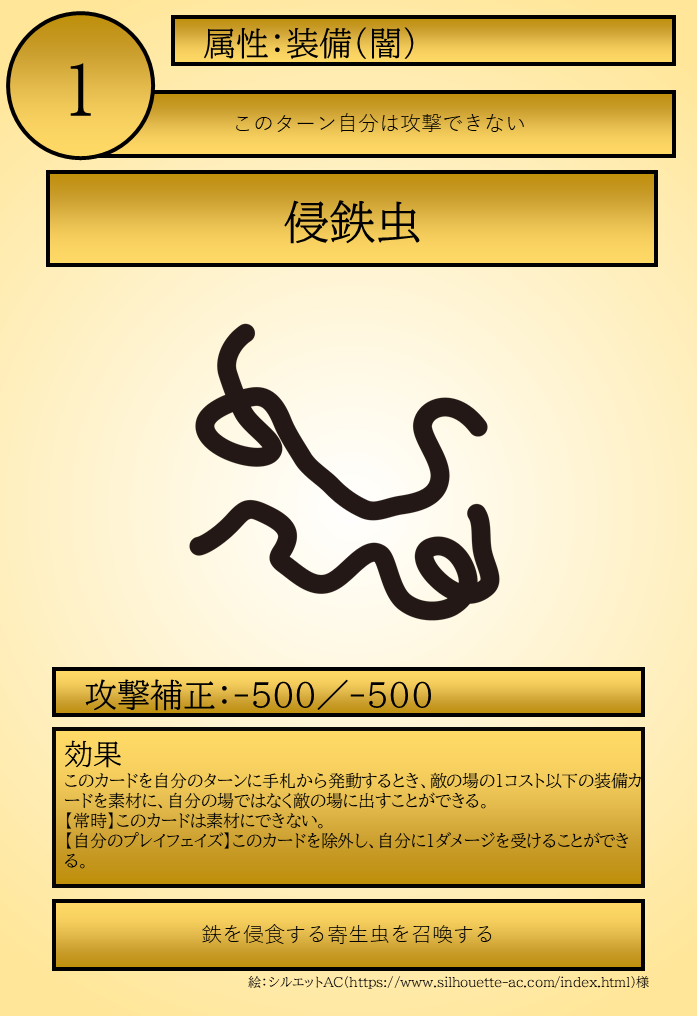 1
属性：装備（闇）
このターン自分は攻撃できない
侵鉄虫
攻撃補正：-500／-500
効果
このカードを自分のターンに手札から発動するとき、敵の場の1コスト以下の装備カ
ードを素材に、自分の場ではなく敵の場に出すことができる。
【常時】このカードは素材にできない。
【自分のプレイフェイズ】このカードを除外し、自分に1ダメージを受けることができ
る。
鉄を侵食する寄生虫を召喚する
絵：シルエットAC（https://www.silhouette-ac.com/index.html）様